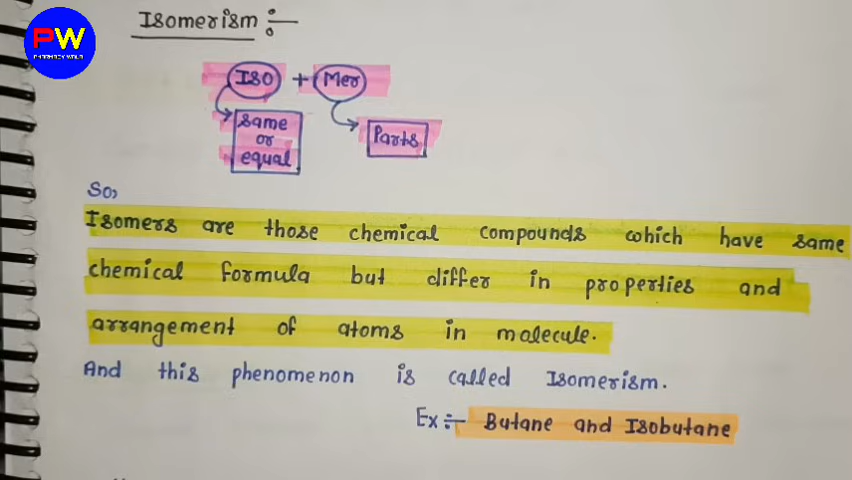 Isomerism :-
PW
PHARMACY WALA
ISO + Mer
same
or
equal
Parts
So,
Isomers are those chemical compounds which have same
chemical formula but differ in properties and
arrangement of atoms in molecule.
And this phenomenon is called Isomerism.
Ex :- Butane and Isobutane